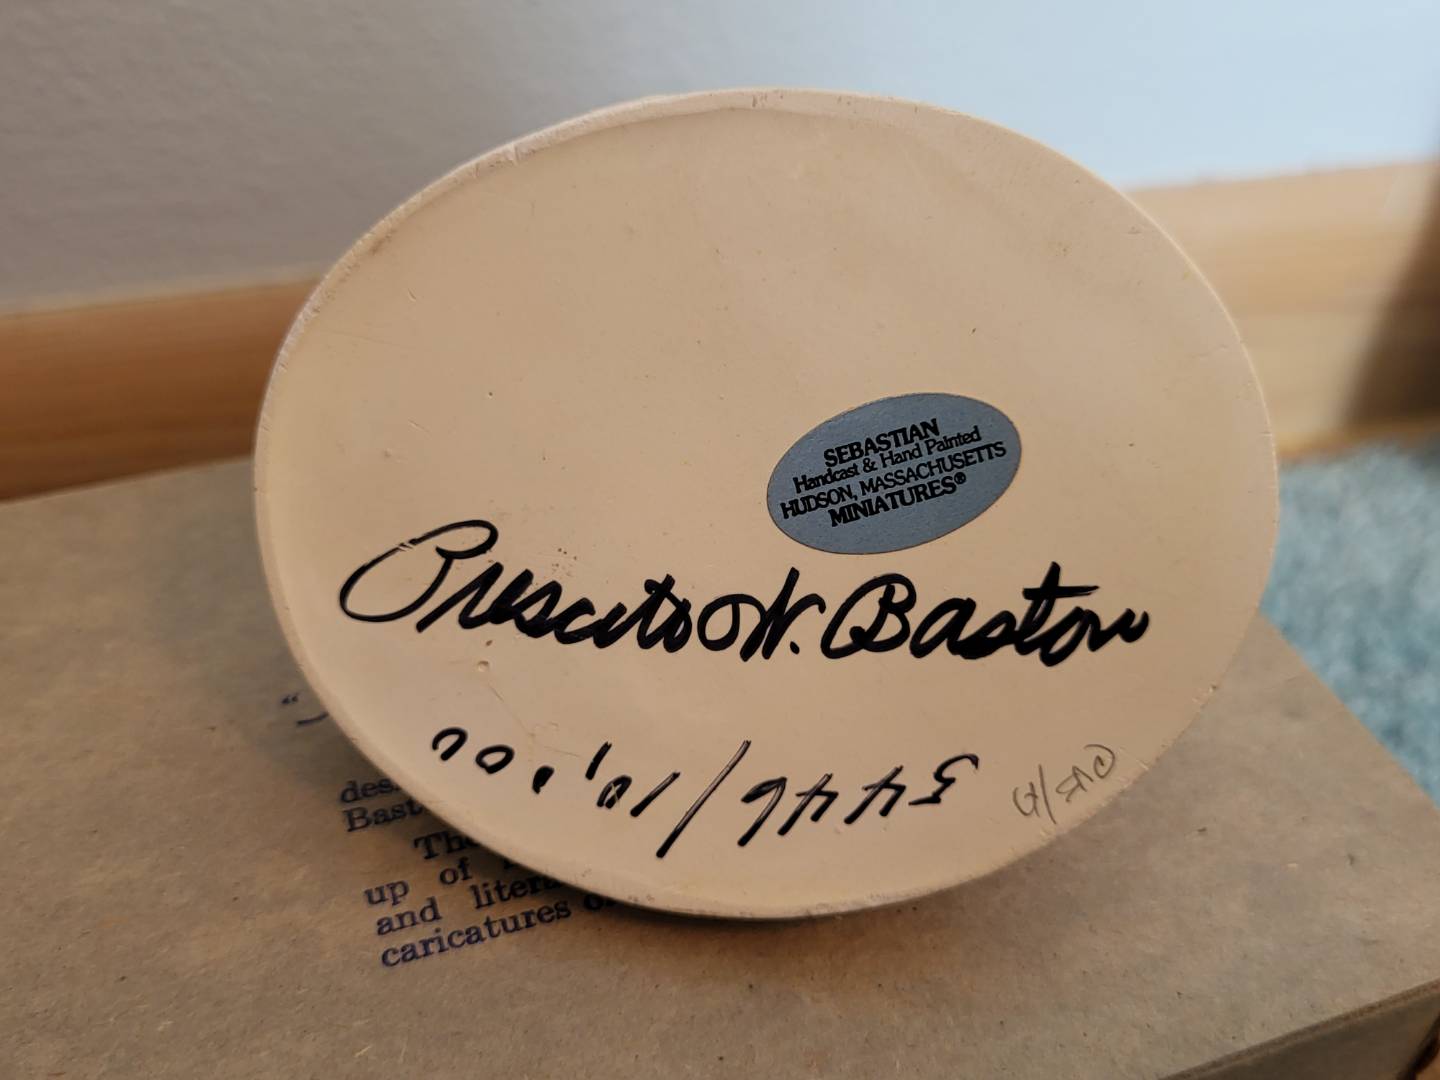 SEBASTIAN
Handcast & Hand Painted
HUDSON, MASSACHUSETTS
MINIATURES®
Prescott W. Baston
5446/10,000
des
Bast
The
up of
and liter
caricatures